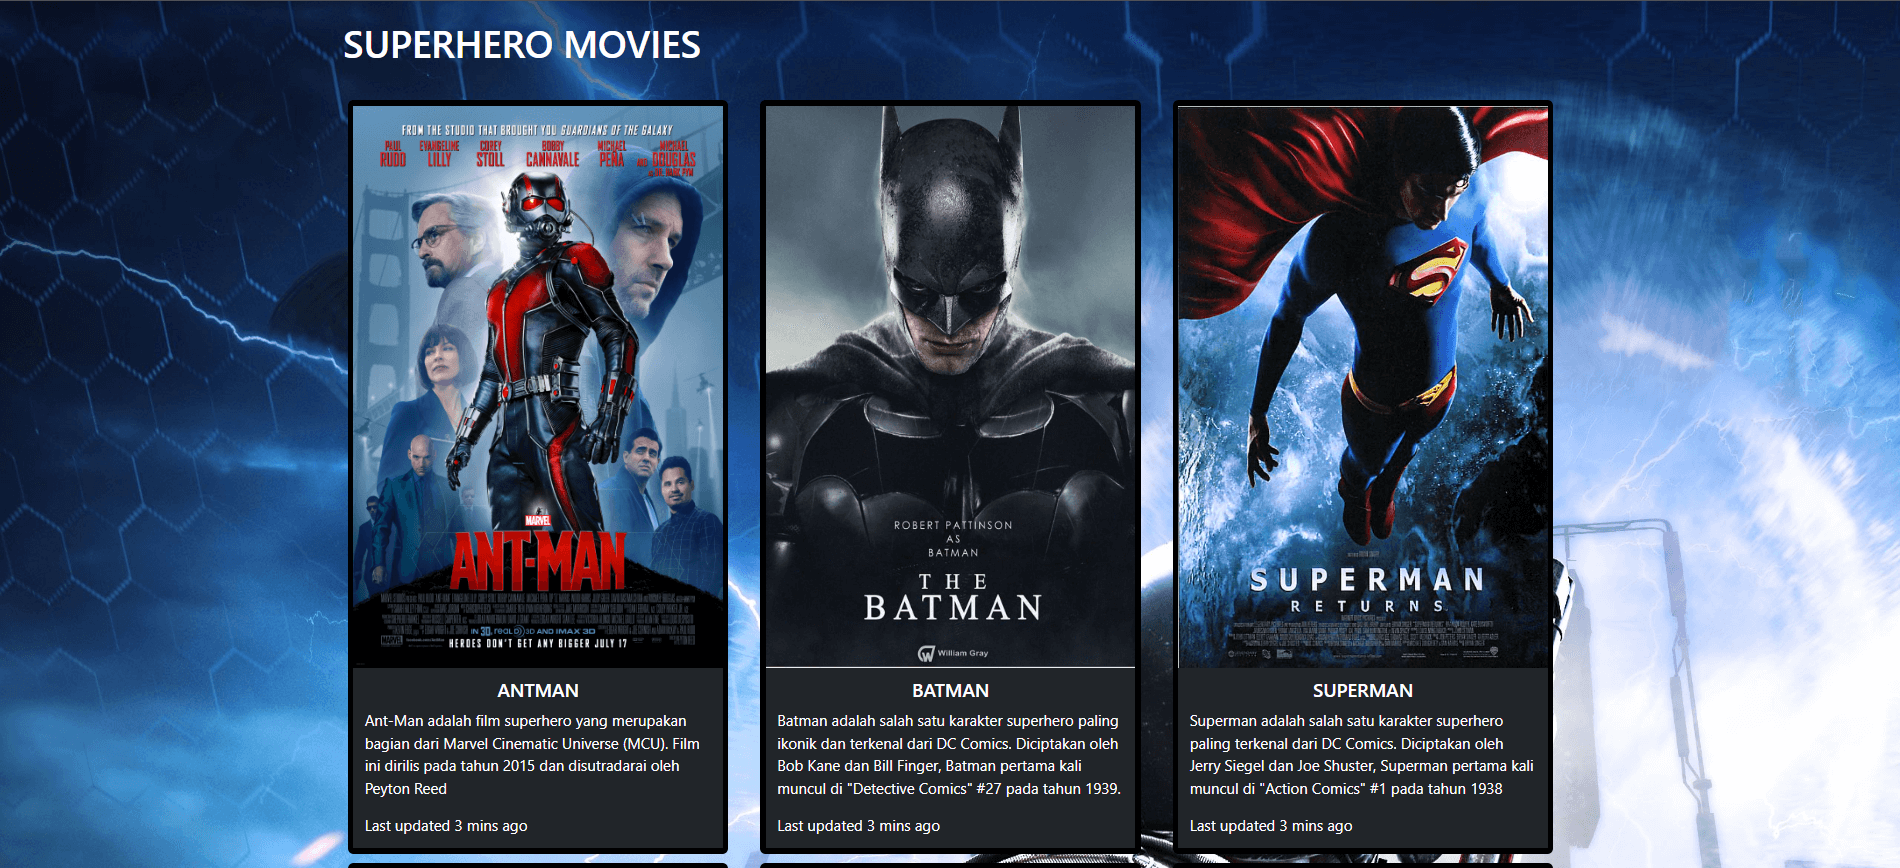 SUPERHERO MOVIES
FROM THE STUDIO THAT BROUGHT YOU GUARDIANS OF THE GALAXY
PAUL RUDD EVANGELINE LILLY COREY STOLL BOBBY CANNAVALE MICHAEL PEÑA AND MICHAEL DOUGLAS
MARVEL
ANT-MAN
IN 3D, REAL D 3D AND IMAX 3D
HEROES DON'T GET ANY BIGGER JULY 17
ANTMAN
Ant-Man adalah film superhero yang merupakan
bagian dari Marvel Cinematic Universe (MCU). Film
ini dirilis pada tahun 2015 dan disutradarai oleh
Peyton Reed
Last updated 3 mins ago
ROBERT PATTINSON
AS
BATMAN
THE
BATMAN
William Gray
BATMAN
Batman adalah salah satu karakter superhero paling
ikonik dan terkenal dari DC Comics. Diciptakan oleh
Bob Kane dan Bill Finger, Batman pertama kali
muncul di "Detective Comics" #27 pada tahun 1939.
Last updated 3 mins ago
SUPERMAN
RETURNS
SUPERMAN
Superman adalah salah satu karakter superhero
paling terkenal dari DC Comics. Diciptakan oleh
Jerry Siegel dan Joe Shuster, Superman pertama kali
muncul di "Action Comics" #1 pada tahun 1938
Last updated 3 mins ago